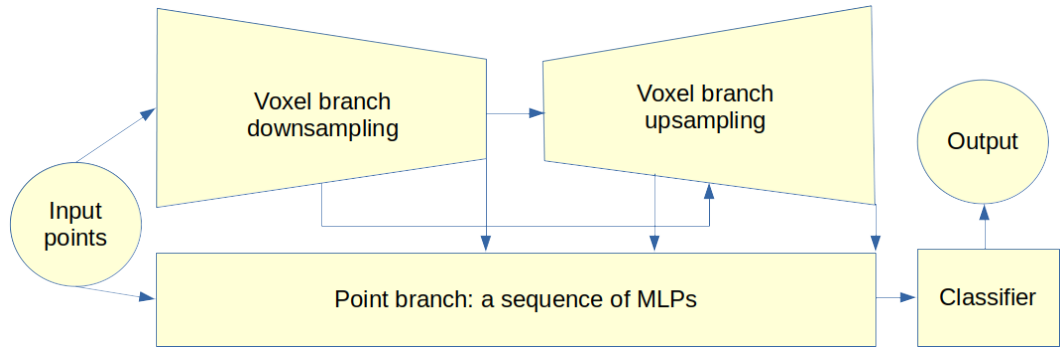 Voxel branch
downsampling
Voxel branch
upsampling
Output
Input
points
Point branch: a sequence of MLPs
Classifier